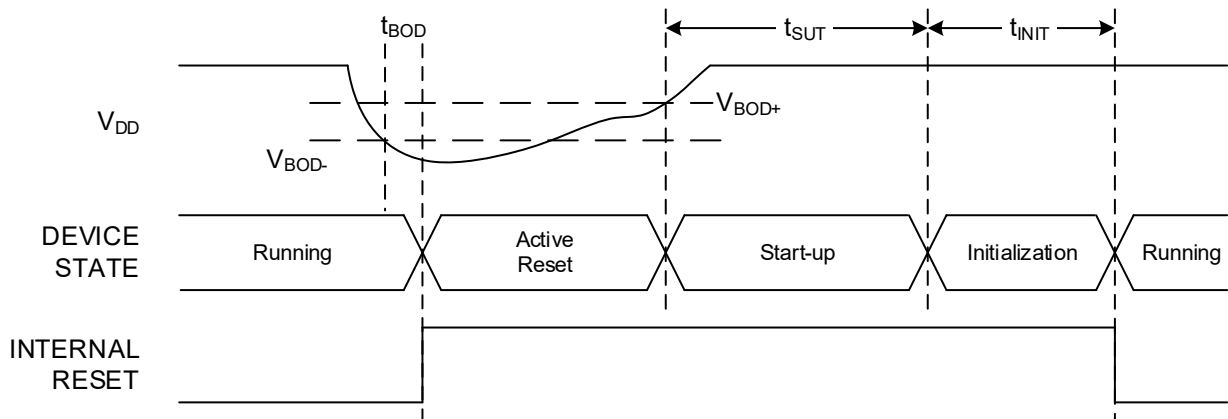 tBOD
tSUT
tINIT
VDD
VBOD+
VBOD-
DEVICE
STATE
Running
Active
Reset
Start-up
Initialization
Running
INTERNAL
RESET